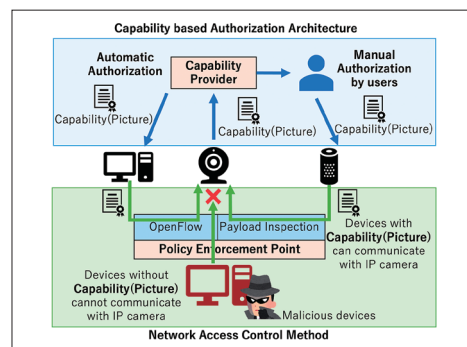 Capability based Authorization Architecture
Automatic
Authorization
Capability
Provider
Manual
Authorization
by users
Capability(Picture)
Capability(Picture)
Capability(Picture)
OpenFlow
Payload Inspection
Policy Enforcement Point
Devices with
Capability(Picture)
can communicate
with IP camera
Devices without
Capability(Picture)
cannot communicate
with IP camera
Malicious devices
Network Access Control Method